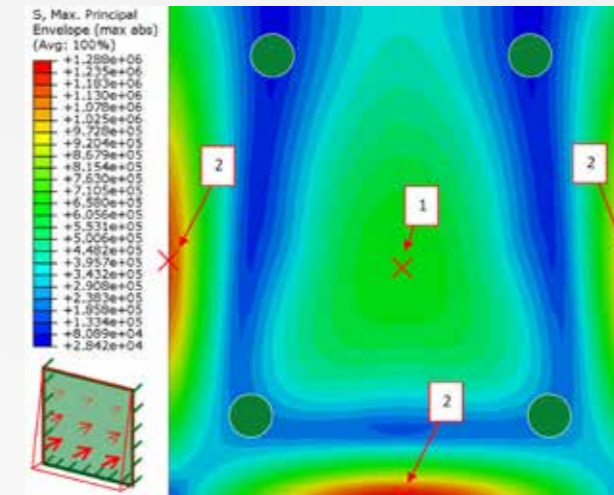 S, Max. Principal
Envelope (max abs)
(Avg: 100%)
+1.288e+06
+1.235e+06
+1.183e+06
+1.130e+06
+1.078e+06
+1.025e+06
+9.728e+05
+9.204e+05
+8.679e+05
+8.154e+05
+7.630e+05
+7.105e+05
+6.580e+05
+6.056e+05
+5.531e+05
+5.006e+05
+4.482e+05
+3.957e+05
+3.432e+05
+2.908e+05
+2.383e+05
+1.858e+05
+1.334e+05
+8.089e+04
+2.842e+04
2
2
1
2